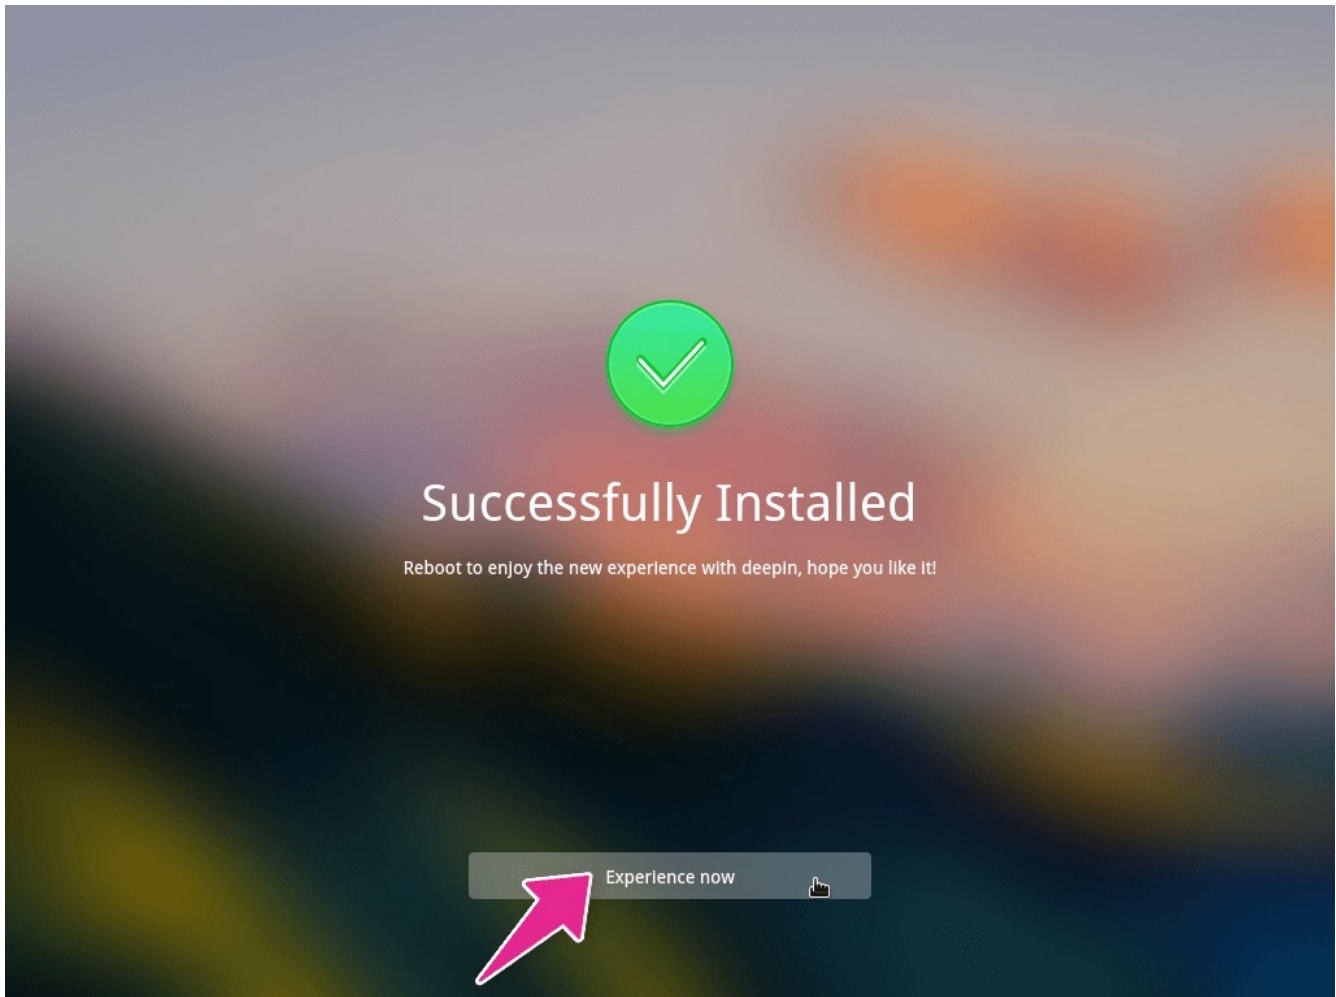 Successfully Installed
Reboot to enjoy the new experience with deepin, hope you like it!
Experience now